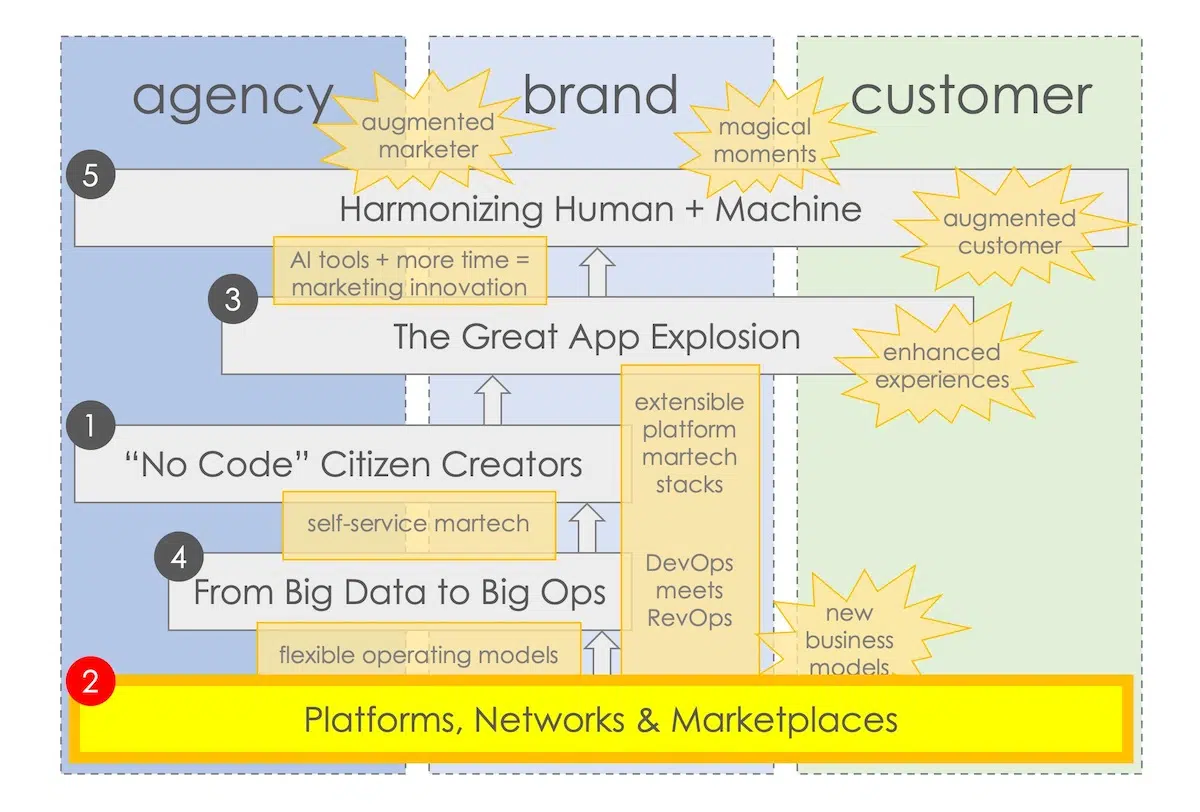 agency
brand
customer
augmented
marketer
magical
moments
5
Harmonizing Human + Machine
augmented
customer
AI tools + more time =
marketing innovation
3
The Great App Explosion
enhanced
experiences
extensible
platform
martech
stacks
1
“No Code” Citizen Creators
self-service martech
4
From Big Data to Big Ops
DevOps
meets
RevOps
new
business
models
flexible operating models
2
Platforms, Networks & Marketplaces